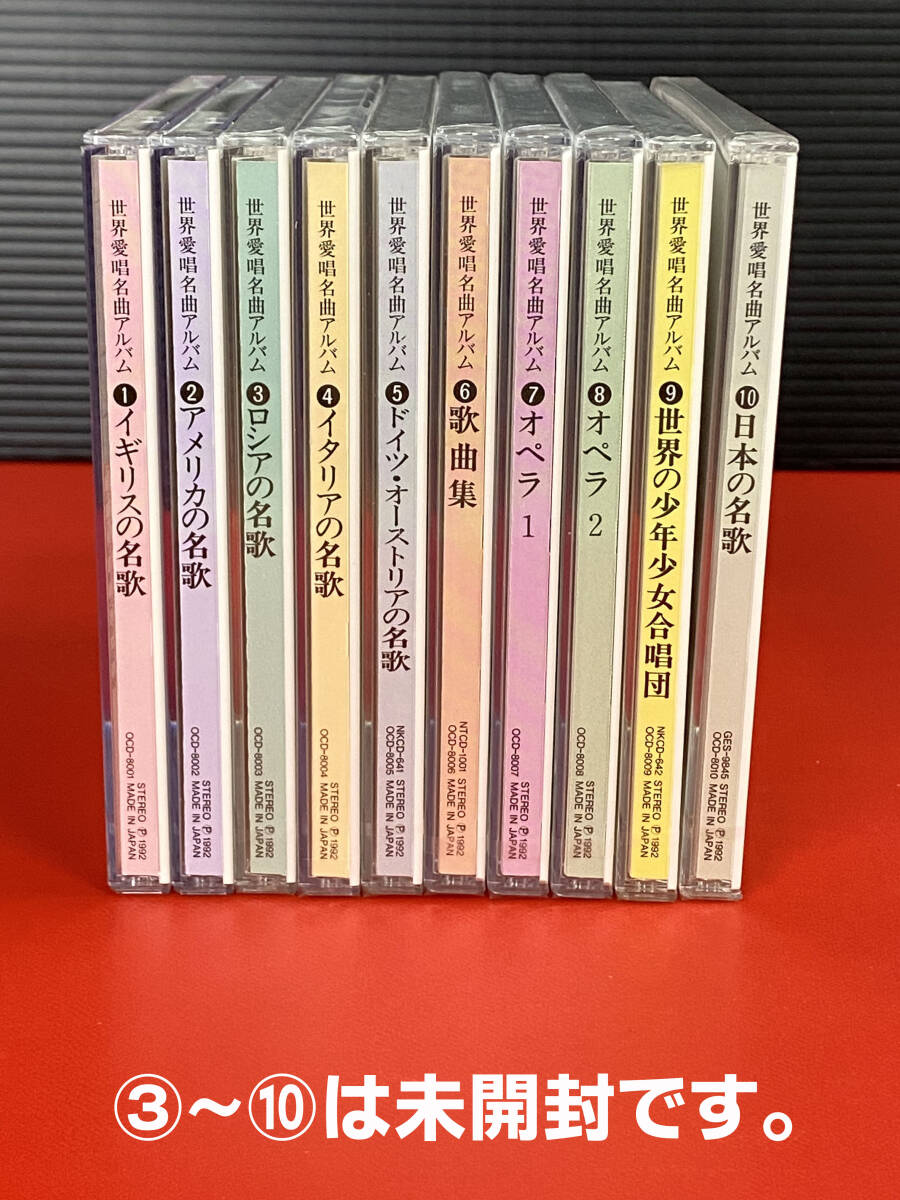 世界愛唱名曲アルバム ❶ イギリスの名歌
OCD-8001 STEREO Ⓟ 1992 MADE IN JAPAN
世界愛唱名曲アルバム ❷ アメリカの名歌
OCD-8002 STEREO Ⓟ 1992 MADE IN JAPAN
世界愛唱名曲アルバム ❸ ロシアの名歌
OCD-8003 STEREO Ⓟ 1992 MADE IN JAPAN
世界愛唱名曲アルバム ❹ イタリアの名歌
OCD-8004 STEREO Ⓟ 1992 MADE IN JAPAN
世界愛唱名曲アルバム ❺ ドイツ・オーストリアの名歌
NKCD-641 STEREO Ⓟ 1992
OCD-8005 MADE IN JAPAN
世界愛唱名曲アルバム ❻ 歌曲集
NTCD-1001 STEREO Ⓟ 1992
OCD-8006 MADE IN JAPAN
世界愛唱名曲アルバム ❼ オペラ 1
OCD-8007 STEREO Ⓟ 1992 MADE IN JAPAN
世界愛唱名曲アルバム ❽ オペラ 2
OCD-8008 STEREO Ⓟ 1992 MADE IN JAPAN
世界愛唱名曲アルバム ❾ 世界の少年少女合唱団
NKCD-642 STEREO Ⓟ 1992
OCD-8009 MADE IN JAPAN
世界愛唱名曲アルバム ❿ 日本の名歌
GES-9845 STEREO Ⓟ 1992
OCD-8010 MADE IN JAPAN
③〜⑩は未開封です。